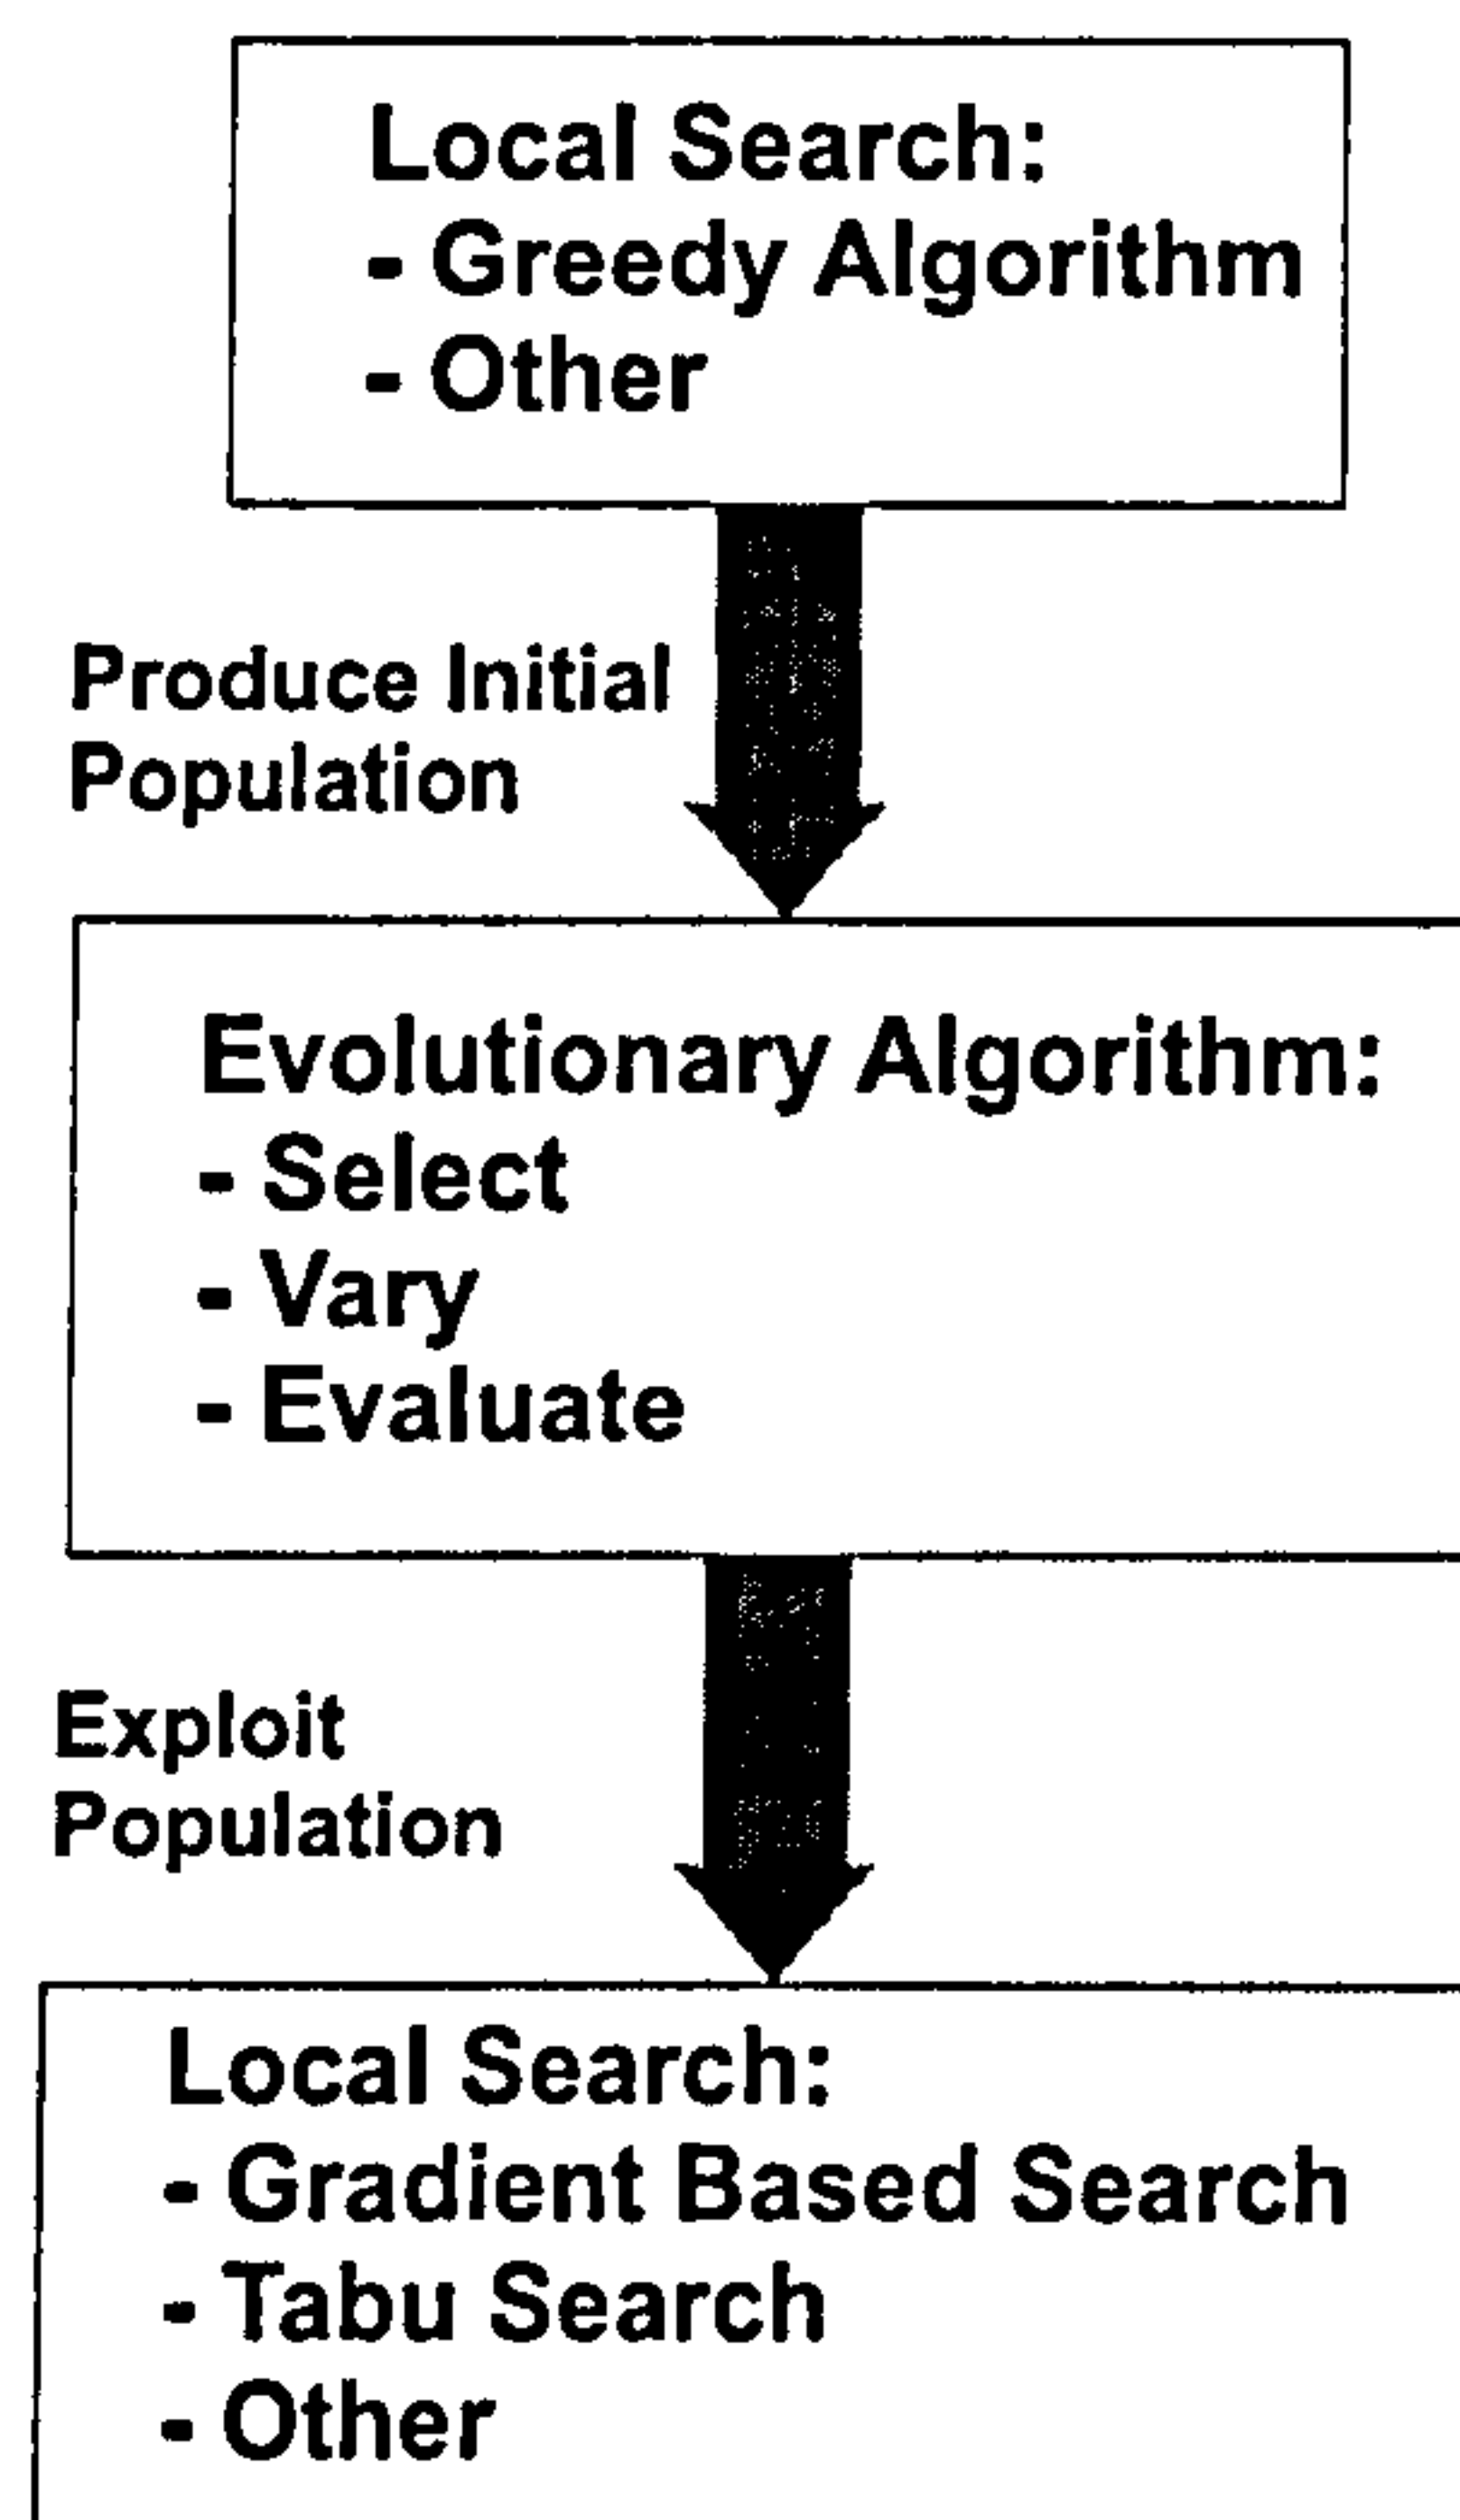 Local Search:
- Greedy Algorithm
- Other
Produce Initial
Population
Evolutionary Algorithm:
- Select
- Vary
- Evaluate
Exploit
Population
Local Search:
- Gradient Based Search
- Tabu Search
- Other